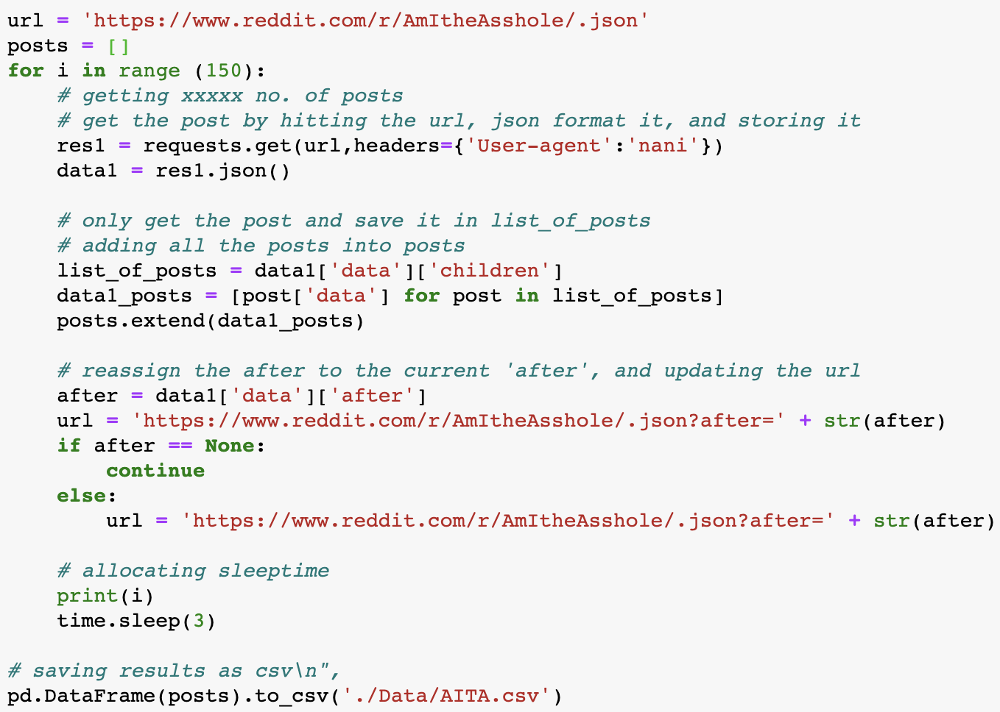 url = 'https://www.reddit.com/r/AmItheAsshole/.json'
posts = []
for i in range (150):
    # getting xxxxx no. of posts
    # get the post by hitting the url, json format it, and storing it
    res1 = requests.get(url,headers={'User-agent':'nani'})
    data1 = res1.json()

    # only get the post and save it in list_of_posts
    # adding all the posts into posts
    list_of_posts = data1['data']['children']
    data1_posts = [post['data'] for post in list_of_posts]
    posts.extend(data1_posts)

    # reassign the after to the current 'after', and updating the url
    after = data1['data']['after']
    url = 'https://www.reddit.com/r/AmItheAsshole/.json?after=' + str(after)
    if after == None:
        continue
    else:
        url = 'https://www.reddit.com/r/AmItheAsshole/.json?after=' + str(after)

    # allocating sleeptime
    print(i)
    time.sleep(3)

# saving results as csv\n",
pd.DataFrame(posts).to_csv('./Data/AITA.csv')